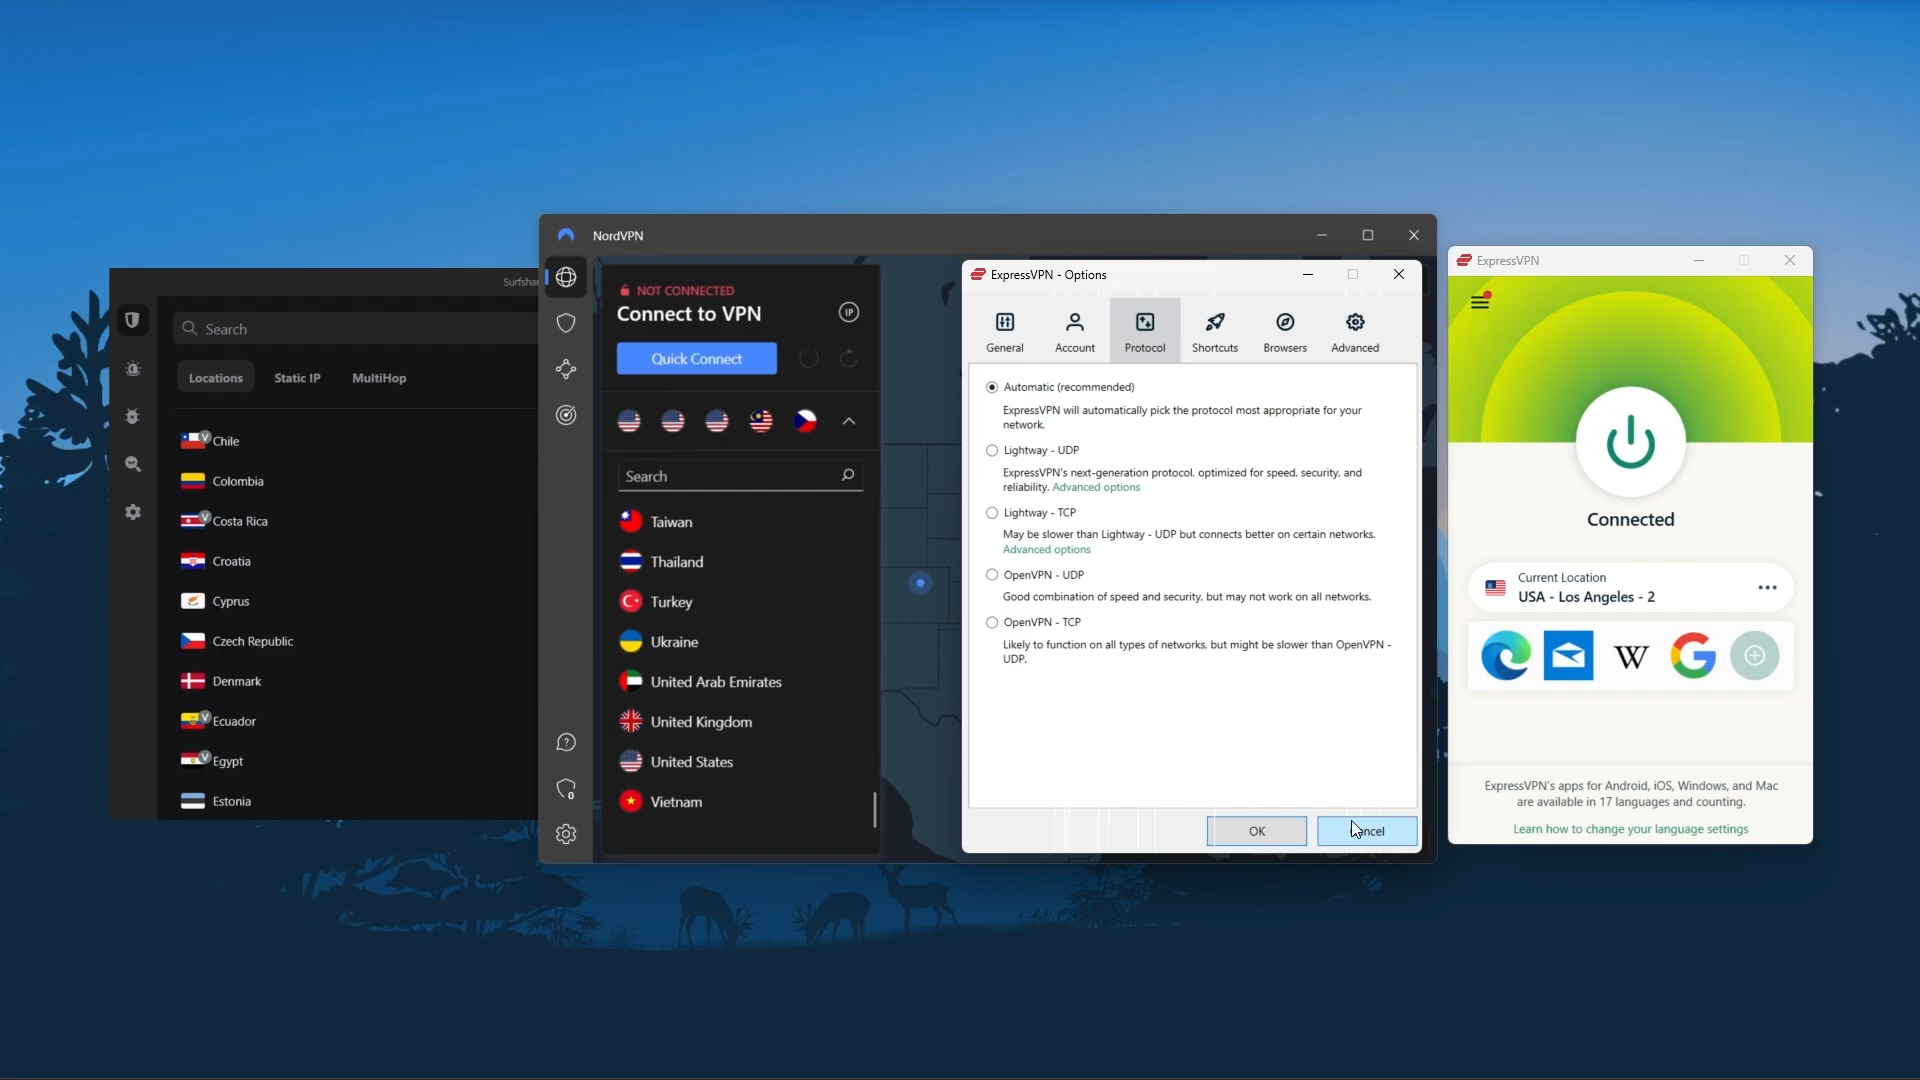 Surfshar
Search
Locations
Static IP
MultiHop
V Chile
Colombia
V Costa Rica
Croatia
Cyprus
Czech Republic
Denmark
V Ecuador
V Egypt
Estonia
NordVPN
NOT CONNECTED
Connect to VPN
IP
Quick Connect
Search
Taiwan
Thailand
Turkey
Ukraine
United Arab Emirates
United Kingdom
United States
Vietnam
?
0
ExpressVPN - Options
General
Account
Protocol
Shortcuts
Browsers
Advanced
Automatic (recommended)
ExpressVPN will automatically pick the protocol most appropriate for your
network.
Lightway - UDP
ExpressVPN's next-generation protocol, optimized for speed, security, and
reliability. Advanced options
Lightway - TCP
May be slower than Lightway - UDP but connects better on certain networks.
Advanced options
OpenVPN - UDP
Good combination of speed and security, but may not work on all networks.
OpenVPN - TCP
Likely to function on all types of networks, but might be slower than OpenVPN -
UDP.
OK
ncel
ExpressVPN
Connected
Current Location
USA - Los Angeles - 2
W
G
ExpressVPN's apps for Android, iOS, Windows, and Mac
are available in 17 languages and counting.
Learn how to change your language settings